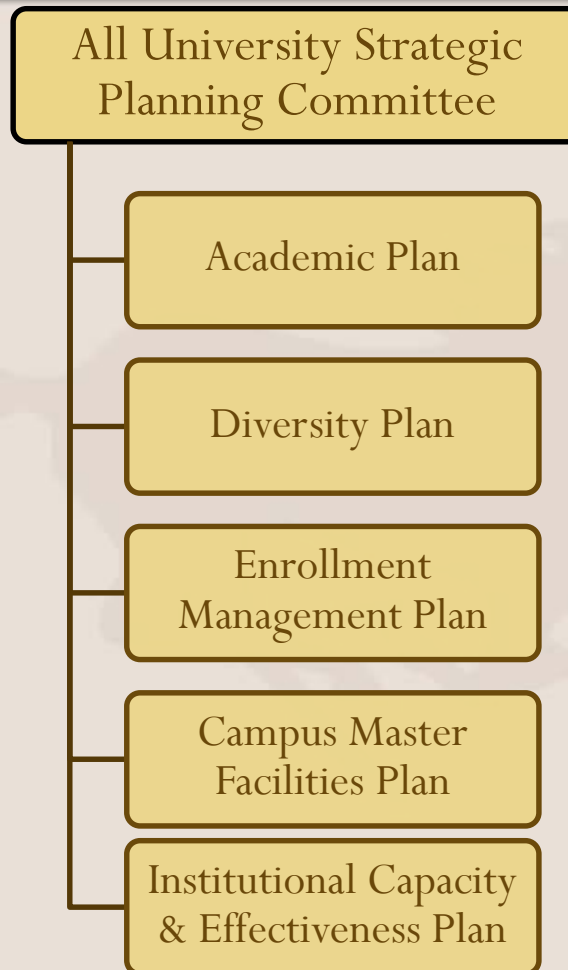 All University Strategic
Planning Committee
Academic Plan
Diversity Plan
Enrollment
Management Plan
Campus Master
Facilities Plan
Institutional Capacity
& Effectiveness Plan